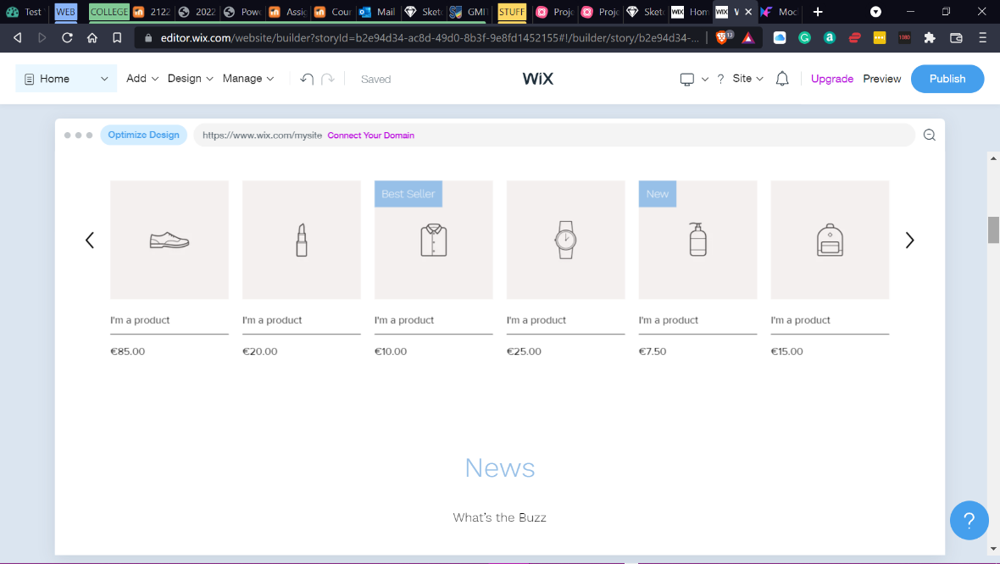 Test WEB COLLEGE 2122 2022 Powe Assig Cour Mail Sket GMI STUFF Proje Proje Sket WIX Hom WIX Moc
editor.wix.com/website/builder?storyId=b2e94d34-ac8d-49d0-8b3f-9e8fd1452155#!/builder/story/b2e94d34-... 13 1080
Home Add Design Manage Saved WiX ? Site Upgrade Preview Publish
Optimize Design https://www.wix.com/mysite Connect Your Domain
Best Seller New
I'm a product I'm a product I'm a product I'm a product I'm a product I'm a product
€85.00 €20.00 €10.00 €25.00 €7.50 €15.00
News
What's the Buzz
?